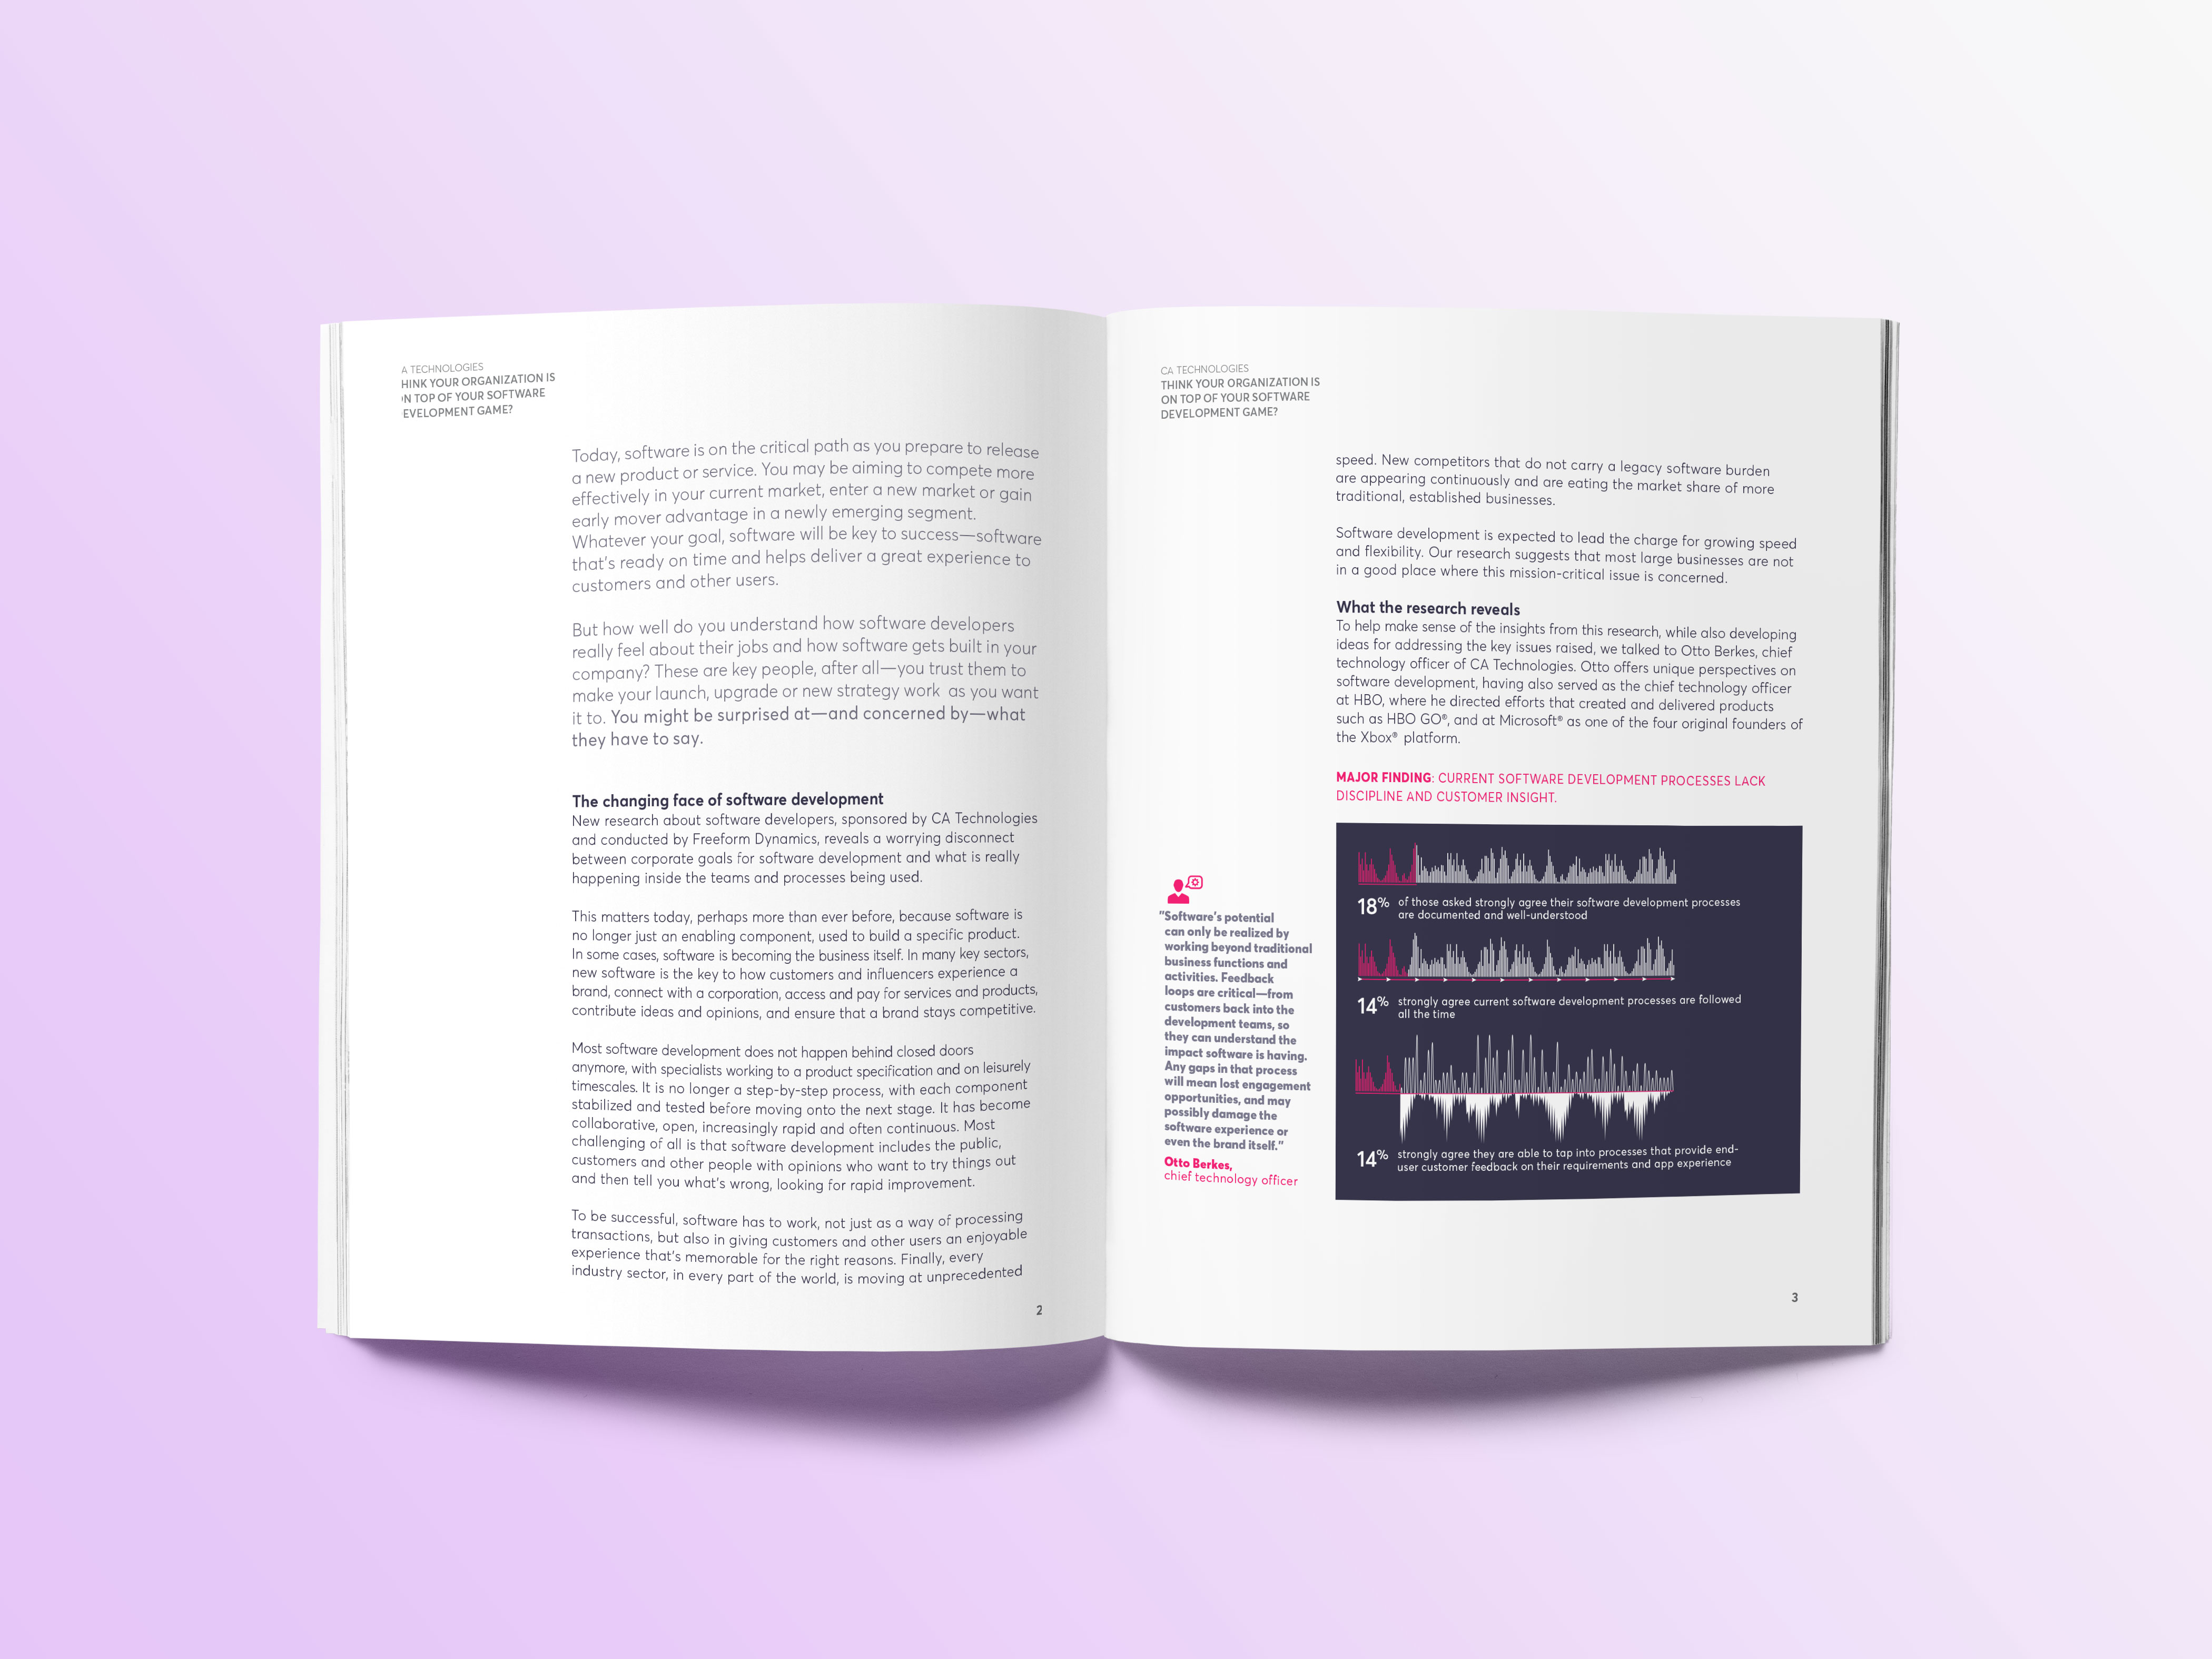 A TECHNOLOGIES
HINK YOUR ORGANIZATION IS
N TOP OF YOUR SOFTWARE
EVELOPMENT GAME?
Today, software is on the critical path as you prepare to release
a new product or service. You may be aiming to compete more
effectively in your current market, enter a new market or gain
early mover advantage in a newly emerging segment.
Whatever your goal, software will be key to success—software
that's ready on time and helps deliver a great experience to
customers and other users.
But how well do you understand how software developers
really feel about their jobs and how software gets built in your
company? These are key people, after all—you trust them to
make your launch, upgrade or new strategy work as you want
it to. You might be surprised at—and concerned by—what
they have to say.
The changing face of software development
New research about software developers, sponsored by CA Technologies
and conducted by Freeform Dynamics, reveals a worrying disconnect
between corporate goals for software development and what is really
happening inside the teams and processes being used.
This matters today, perhaps more than ever before, because software is
no longer just an enabling component, used to build a specific product.
In some cases, software is becoming the business itself. In many key sectors,
new software is the key to how customers and influencers experience a
brand, connect with a corporation, access and pay for services and products,
contribute ideas and opinions, and ensure that a brand stays competitive.
Most software development does not happen behind closed doors
anymore, with specialists working to a product specification and on leisurely
timescales. It is no longer a step-by-step process, with each component
stabilized and tested before moving onto the next stage. It has become
collaborative, open, increasingly rapid and often continuous. Most
challenging of all is that software development includes the public,
customers and other people with opinions who want to try things out
and then tell you what's wrong, looking for rapid improvement.
To be successful, software has to work, not just as a way of processing
transactions, but also in giving customers and other users an enjoyable
experience that's memorable for the right reasons. Finally, every
industry sector, in every part of the world, is moving at unprecedented
2
CA TECHNOLOGIES
THINK YOUR ORGANIZATION IS
ON TOP OF YOUR SOFTWARE
DEVELOPMENT GAME?
speed. New competitors that do not carry a legacy software burden
are appearing continuously and are eating the market share of more
traditional, established businesses.
Software development is expected to lead the charge for growing speed
and flexibility. Our research suggests that most large businesses are not
in a good place where this mission-critical issue is concerned.
What the research reveals
To help make sense of the insights from this research, while also developing
ideas for addressing the key issues raised, we talked to Otto Berkes, chief
technology officer of CA Technologies. Otto offers unique perspectives on
software development, having also served as the chief technology officer
at HBO, where he directed efforts that created and delivered products
such as HBO GO®, and at Microsoft® as one of the four original founders of
the Xbox® platform.
MAJOR FINDING: CURRENT SOFTWARE DEVELOPMENT PROCESSES LACK
DISCIPLINE AND CUSTOMER INSIGHT.
"Software's potential
can only be realized by
working beyond traditional
business functions and
activities. Feedback
loops are critical—from
customers back into the
development teams, so
they can understand the
impact software is having.
Any gaps in that process
will mean lost engagement
opportunities, and may
possibly damage the
software experience or
even the brand itself."
Otto Berkes,
chief technology officer
18% of those asked strongly agree their software development processes
are documented and well-understood
14% strongly agree current software development processes are followed
all the time
14% strongly agree they are able to tap into processes that provide end-
user customer feedback on their requirements and app experience
3